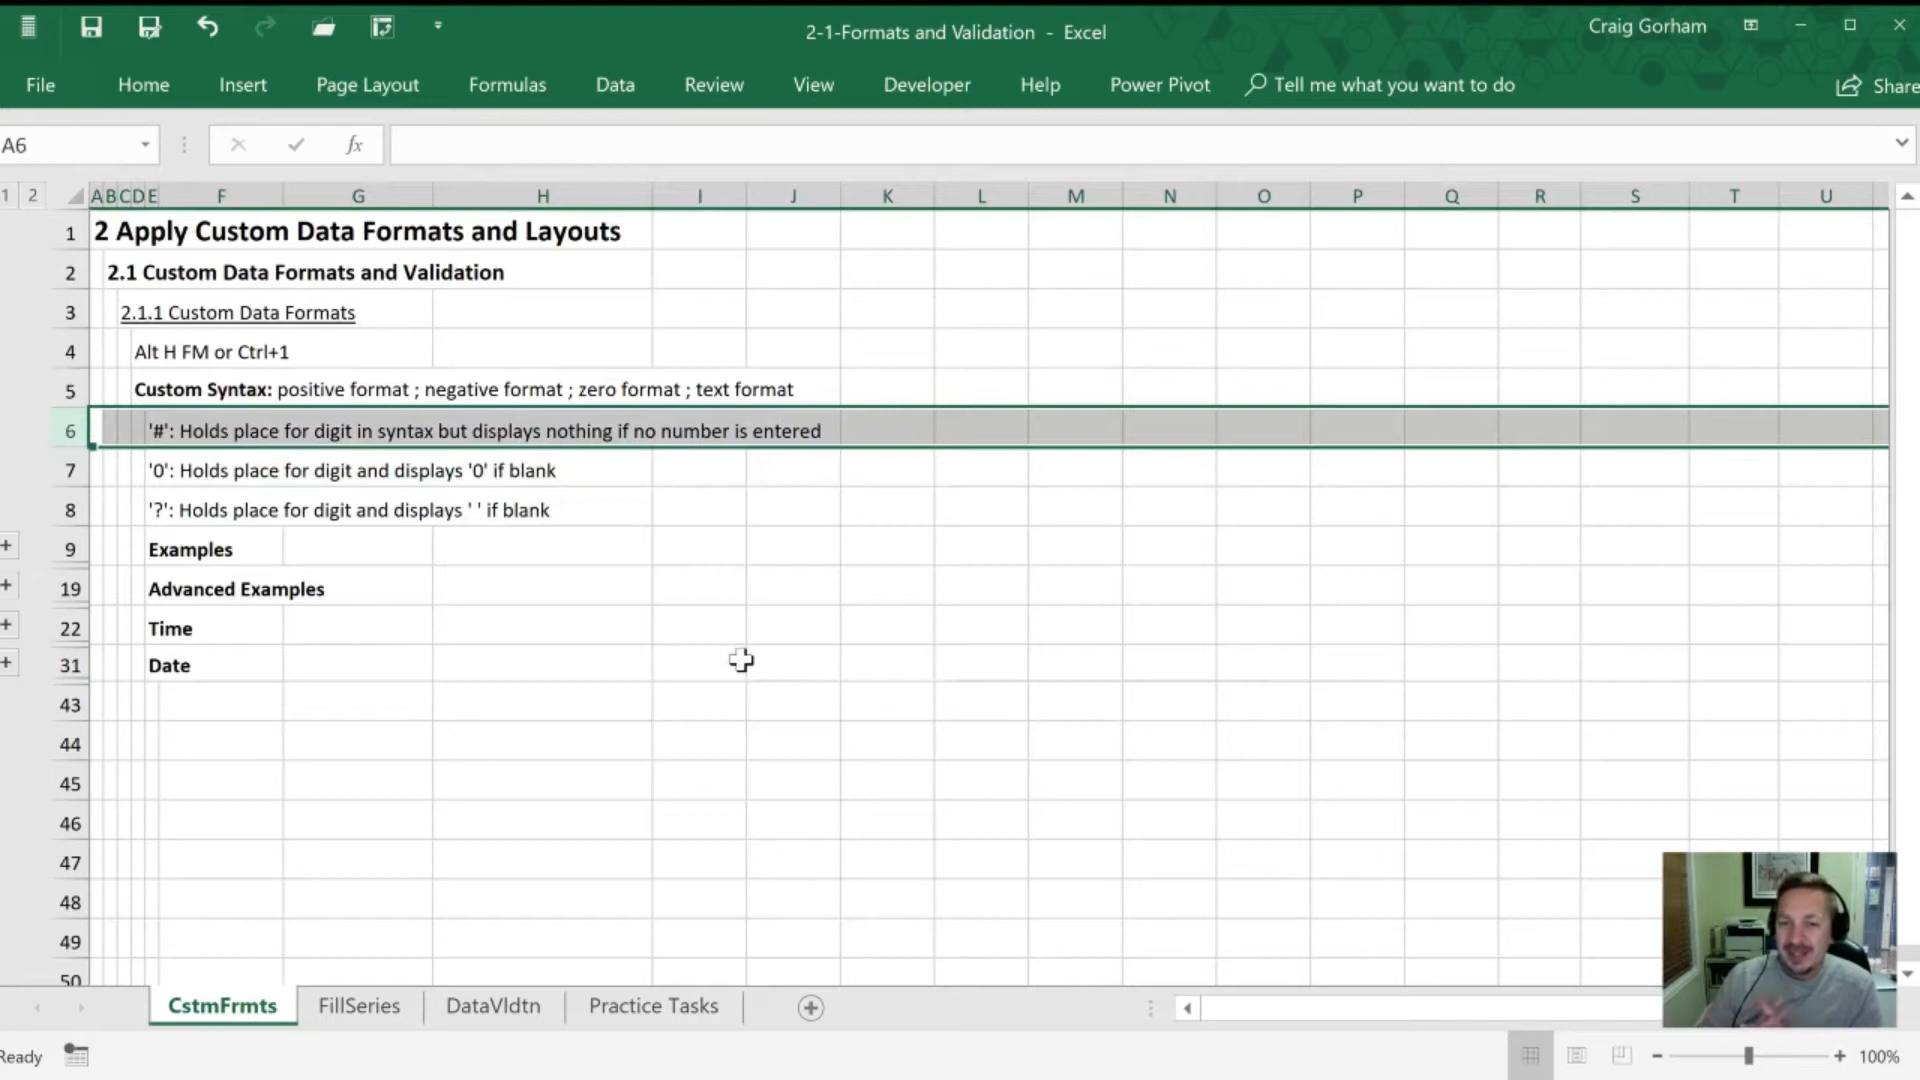 2-1-Formats and Validation - Excel
Craig Gorham
File Home Insert Page Layout Formulas Data Review View Developer Help Power Pivot Tell me what you want to do Share
A6
fx
1 2
A B C D E F G H I J K L M N O P Q R S T U
1 2 Apply Custom Data Formats and Layouts
2 2.1 Custom Data Formats and Validation
3 2.1.1 Custom Data Formats
4 Alt H FM or Ctrl+1
5 Custom Syntax: positive format ; negative format ; zero format ; text format
6 '#': Holds place for digit in syntax but displays nothing if no number is entered
7 '0': Holds place for digit and displays '0' if blank
8 '?': Holds place for digit and displays ' ' if blank
9 Examples
19 Advanced Examples
22 Time
31 Date
43
44
45
46
47
48
49
50
CstmFrmts FillSeries DataVldtn Practice Tasks
Ready
100%